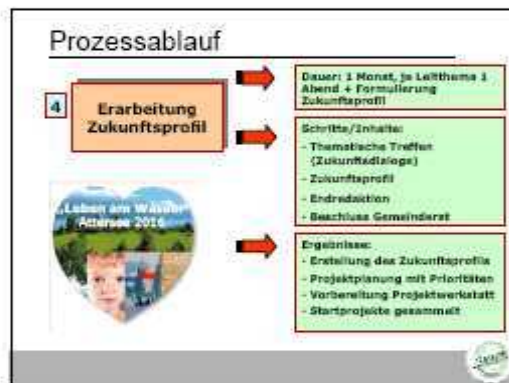 Prozessablauf
4
Erarbeitung
Zukunftsprofil
Dauer: 1 Monat, je Leitthema 1
Abend + Formulierung
Zukunftsprofil
Schritte/Inhalte:
- Thematische Treffen
(Zukunftsdialoge)
- Zukunftsprofil
- Endredaktion
- Beschluss Gemeinderat
„Leben am Wasser“
Attersee 2016
Ergebnisse:
- Erstellung des Zukunftsprofils
- Projektplanung mit Prioritäten
- Vorbereitung Projektwerkstatt
- Startprojekte gesammelt